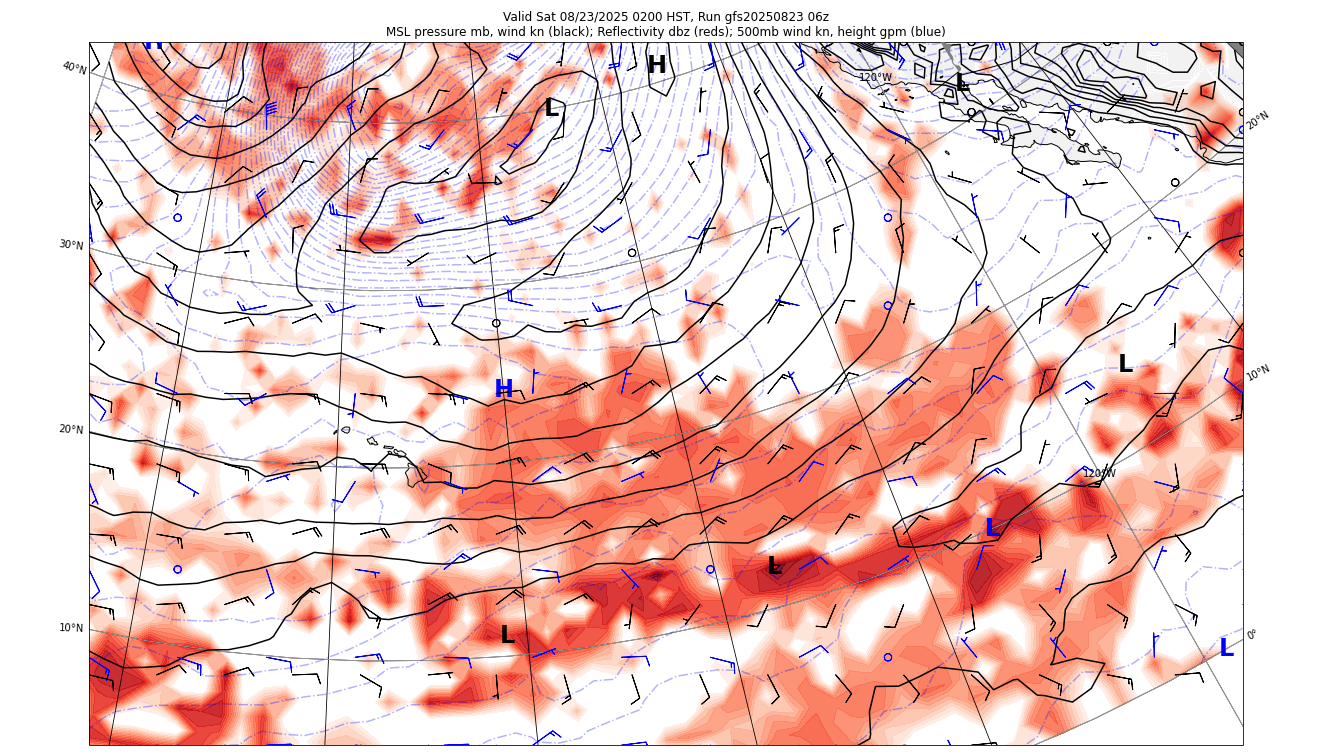 Valid Sat 08/23/2025 0200 HST, Run gfs20250823 06z
MSL pressure mb, wind kn (black); Reflectivity dbz (reds); 500mb wind kn, height gpm (blue)
H
H
L
40°N
120°W
L
20°N
30°N
L
10°N
H
20°N
120°W
L
L
10°N
L
0°
L